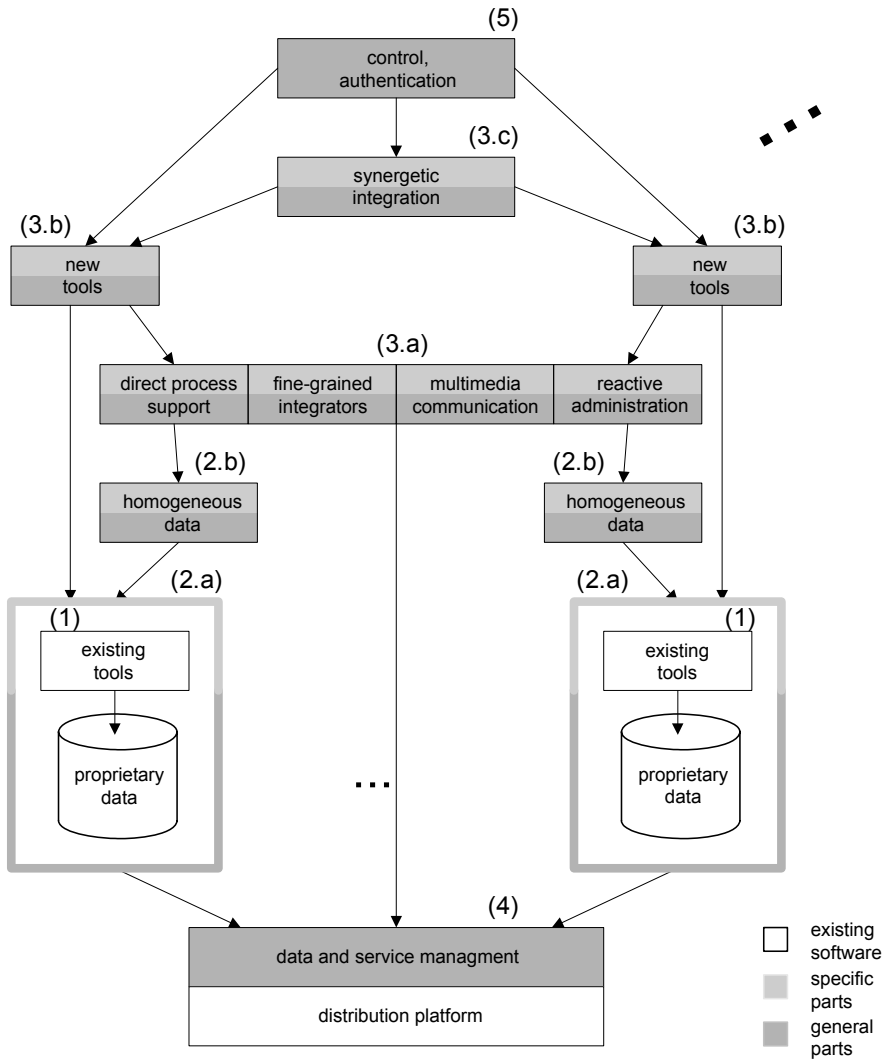 (5)
control,
authentication
(3.c)
synergetic
integration
(3.b)
new
tools
(3.b)
new
tools
(3.a)
direct process
support
fine-grained
integrators
multimedia
communication
reactive
administration
(2.b)
homogeneous
data
(2.b)
homogeneous
data
(2.a)
(1)
existing
tools
proprietary
data
...
(2.a)
(1)
existing
tools
proprietary
data
(4)
data and service managment
distribution platform
existing
software
specific
parts
general
parts